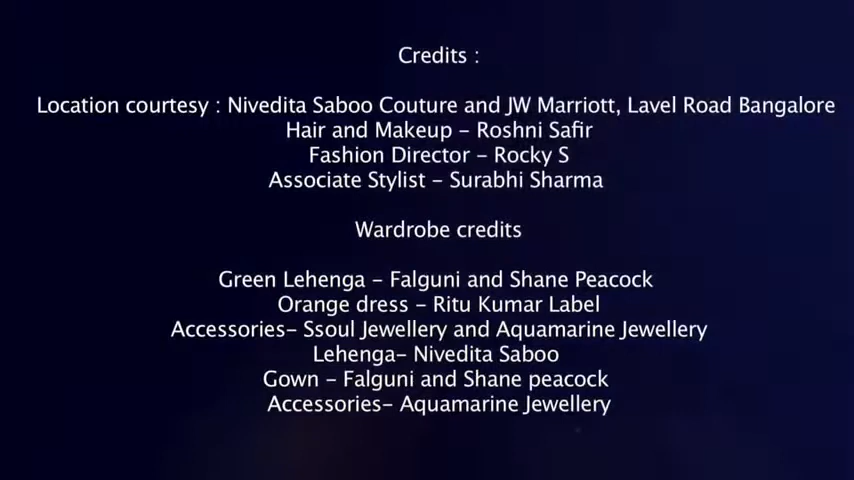 Credits :
Location courtesy : Nivedita Saboo Couture and JW Marriott, Lavel Road Bangalore
Hair and Makeup – Roshni Safir
Fashion Director – Rocky S
Associate Stylist – Surabhi Sharma
Wardrobe credits
Green Lehenga – Falguni and Shane Peacock
Orange dress – Ritu Kumar Label
Accessories– Ssoul Jewellery and Aquamarine Jewellery
Lehenga– Nivedita Saboo
Gown – Falguni and Shane peacock
Accessories– Aquamarine Jewellery